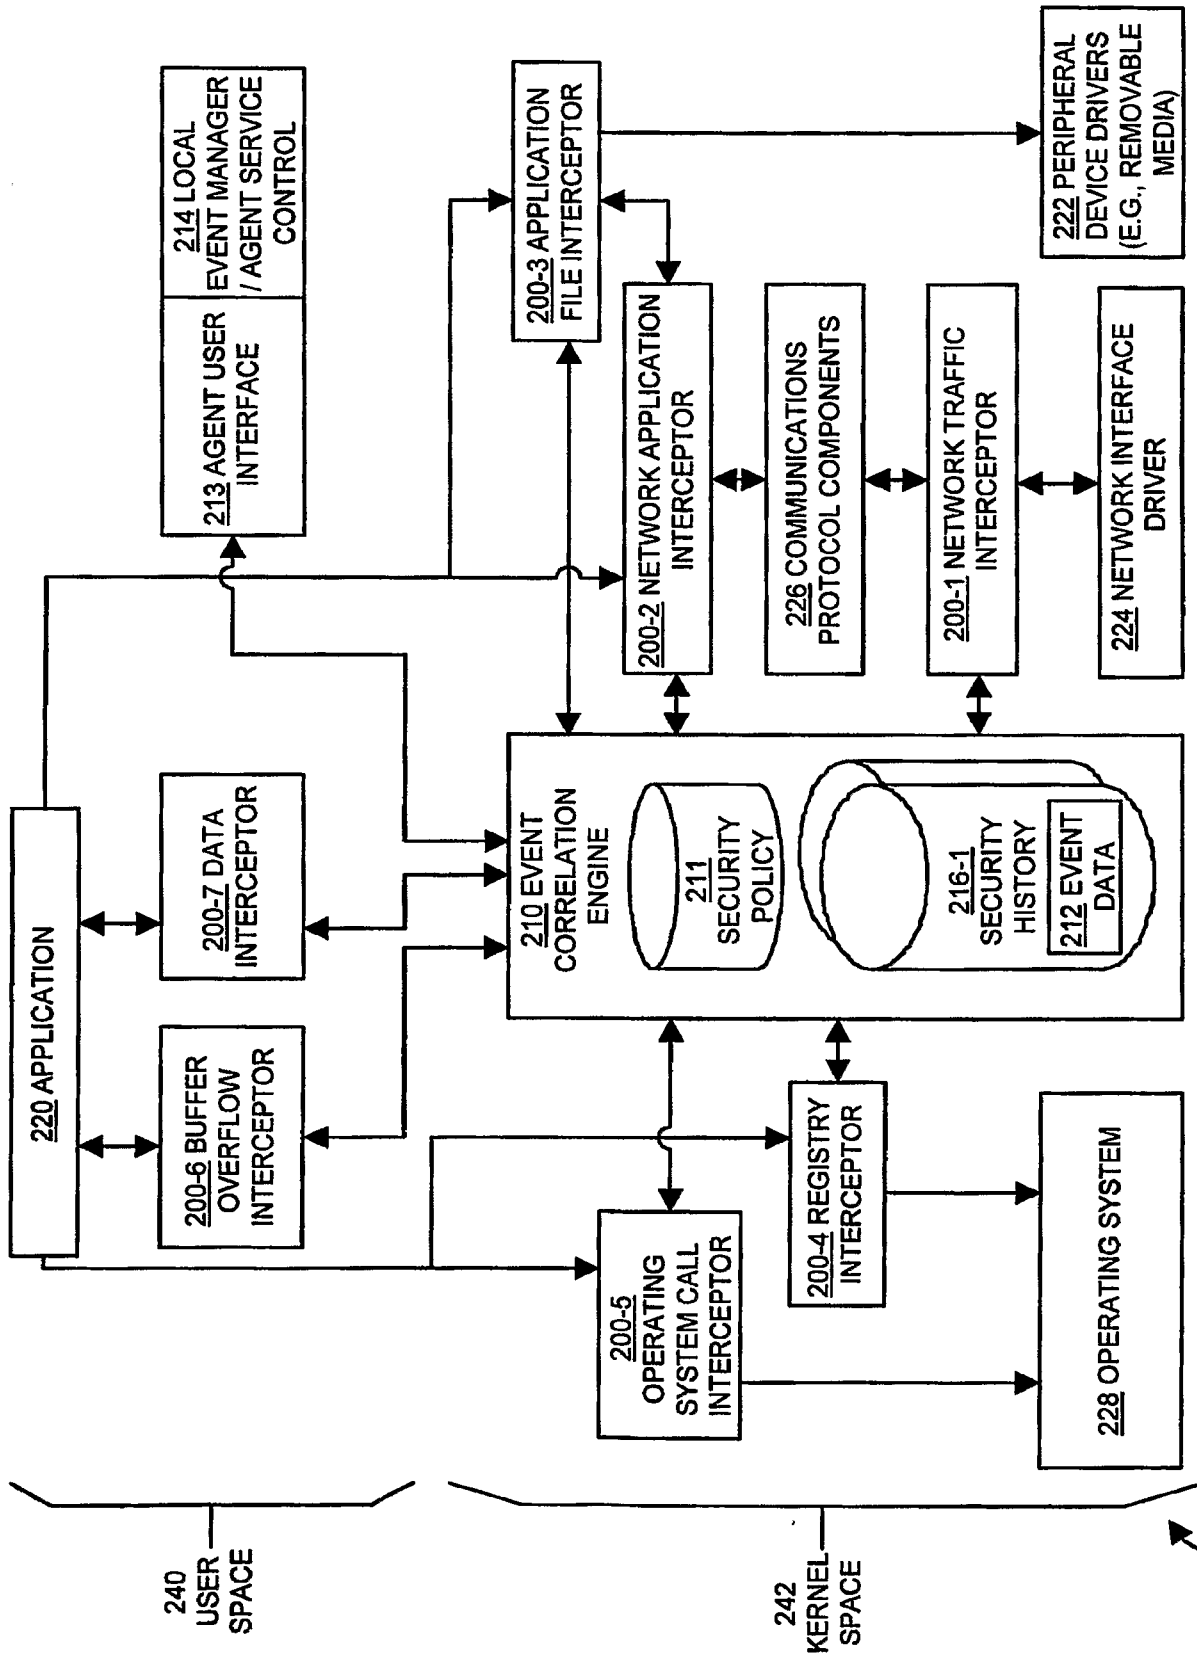 220 APPLICATION
200-6 BUFFER
OVERFLOW
INTERCEPTOR
200-7 DATA
INTERCEPTOR
213 AGENT USER
INTERFACE
214 LOCAL
EVENT MANAGER
/ AGENT SERVICE
CONTROL
240
USER
SPACE
242
KERNEL
SPACE
200-5
OPERATING
SYSTEM CALL
INTERCEPTOR
200-4 REGISTRY
INTERCEPTOR
228 OPERATING SYSTEM
210 EVENT
CORRELATION
ENGINE
211
SECURITY
POLICY
216-1
SECURITY
HISTORY
212 EVENT
DATA
200-3 APPLICATION
FILE INTERCEPTOR
200-2 NETWORK APPLICATION
INTERCEPTOR
226 COMMUNICATIONS
PROTOCOL COMPONENTS
200-1 NETWORK TRAFFIC
INTERCEPTOR
224 NETWORK INTERFACE
DRIVER
222 PERIPHERAL
DEVICE DRIVERS
(E.G., REMOVABLE
MEDIA)